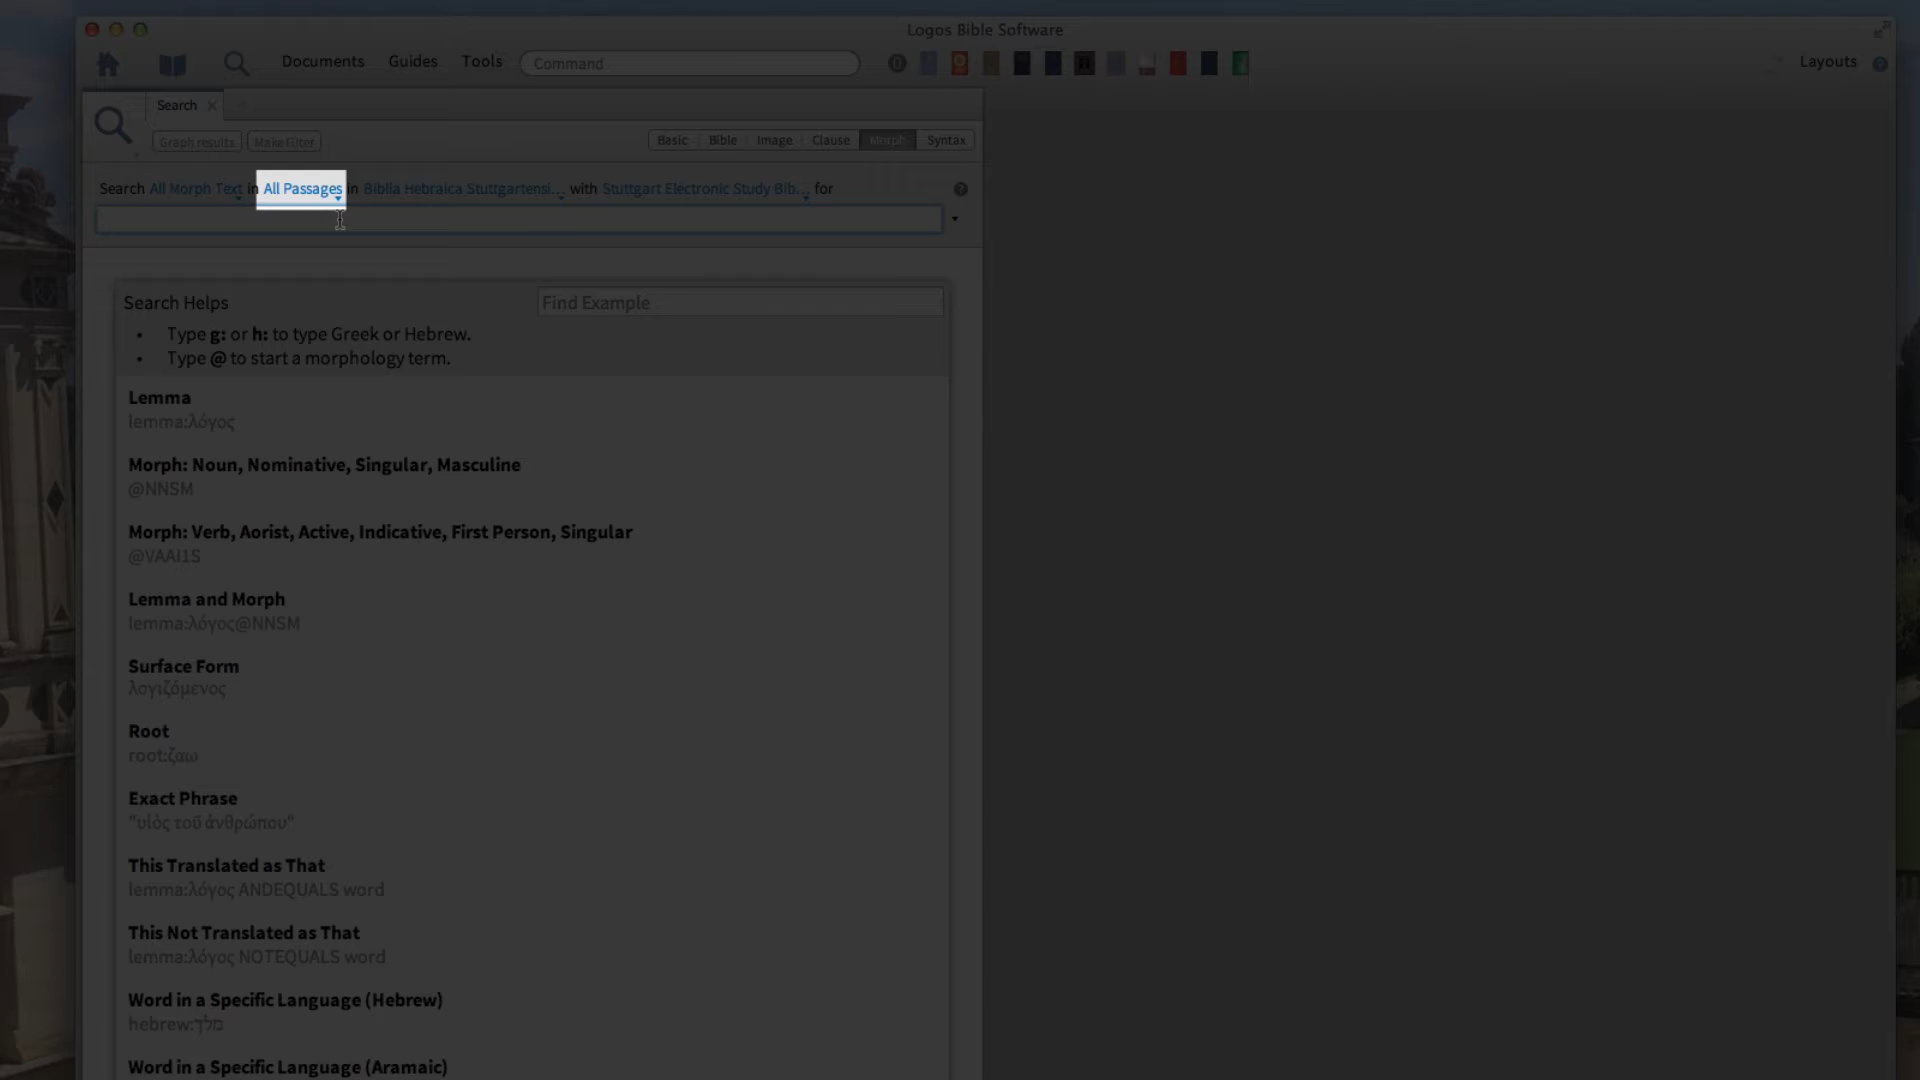 Logos Bible Software
Documents Guides Tools Command Layouts
Search
Graph results Make Filter Basic Bible Image Clause Morph Syntax
Search All Morph Text in All Passages in Biblia Hebraica Stuttgartensi... with Stuttgart Electronic Study Bib... for
Search Helps Find Example
• Type g: or h: to type Greek or Hebrew.
• Type @ to start a morphology term.
Lemma
lemma:λόγος
Morph: Noun, Nominative, Singular, Masculine
@NNSM
Morph: Verb, Aorist, Active, Indicative, First Person, Singular
@VAAI1S
Lemma and Morph
lemma:λόγος@NNSM
Surface Form
λογιζόμενος
Root
root:ζαω
Exact Phrase
"υἱὸς τοῦ ἀνθρώπου"
This Translated as That
lemma:λόγος ANDEQUALS word
This Not Translated as That
lemma:λόγος NOTEQUALS word
Word in a Specific Language (Hebrew)
hebrew:מלך
Word in a Specific Language (Aramaic)